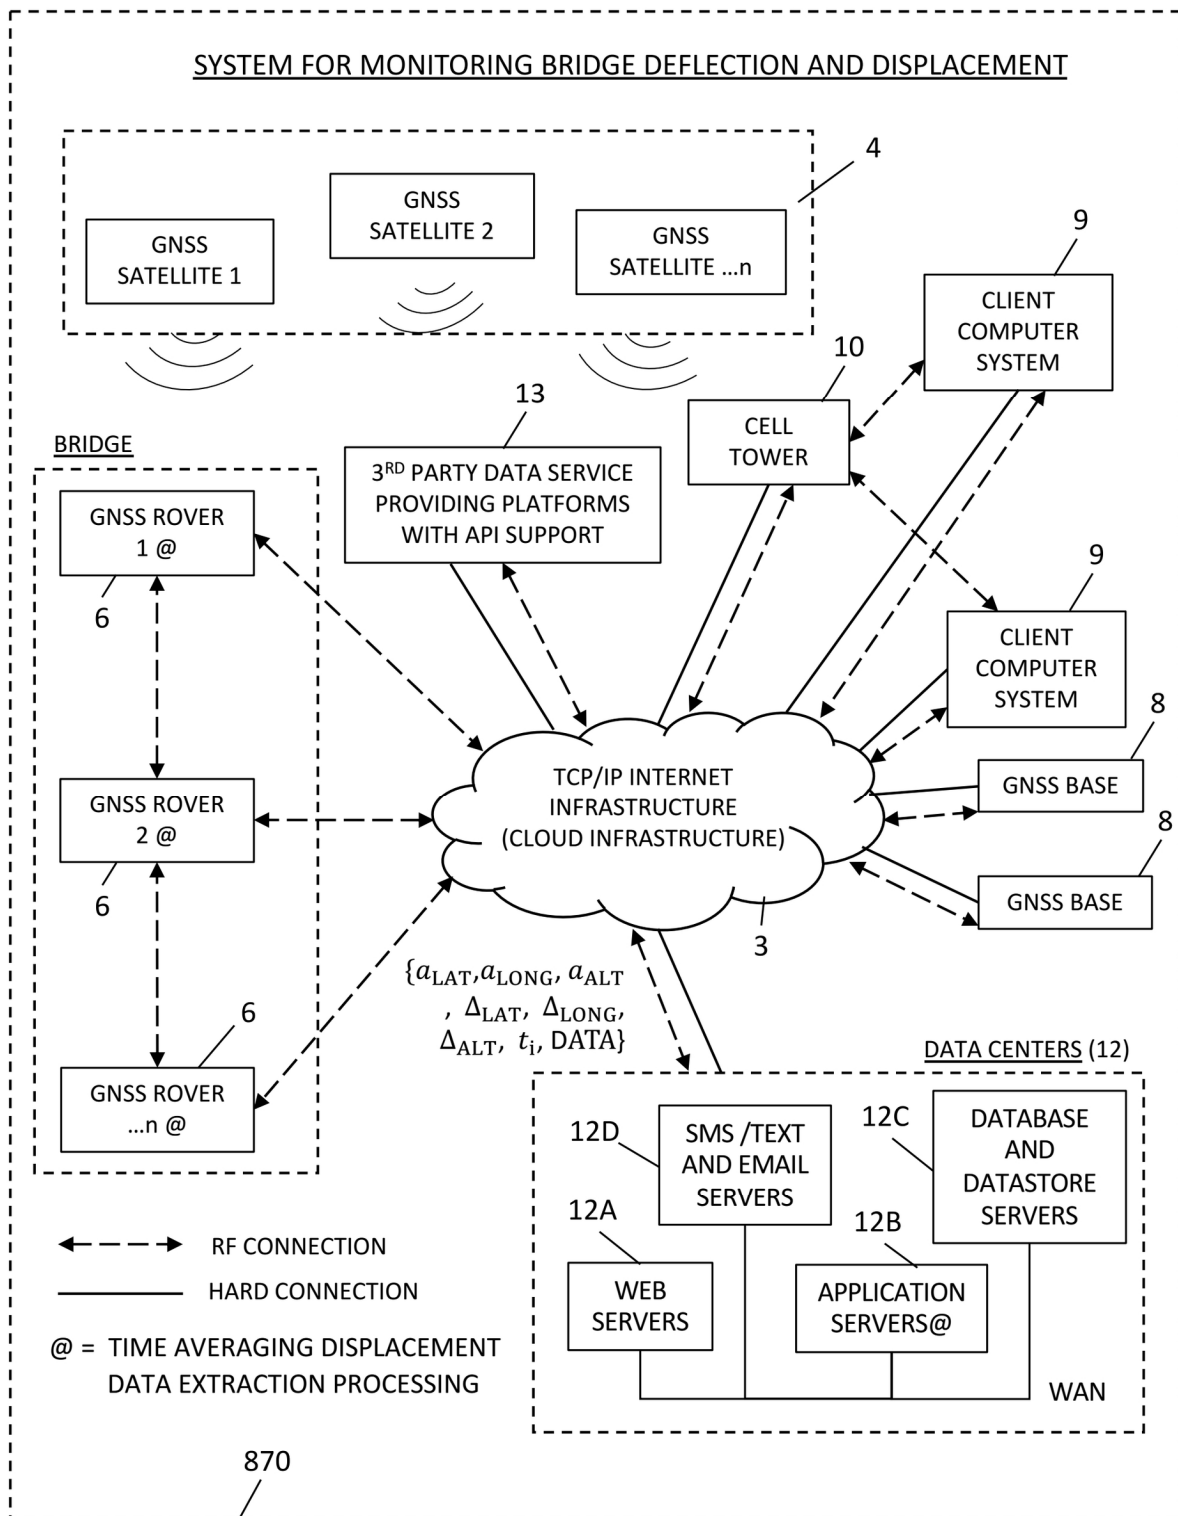 SYSTEM FOR MONITORING BRIDGE DEFLECTION AND DISPLACEMENT
4
GNSS
SATELLITE 1
GNSS
SATELLITE 2
GNSS
SATELLITE ...n
9
CLIENT
COMPUTER
SYSTEM
10
CELL
TOWER
13
3RD PARTY DATA SERVICE
PROVIDING PLATFORMS
WITH API SUPPORT
BRIDGE
GNSS ROVER
1 @
6
GNSS ROVER
2 @
6
GNSS ROVER
...n @
6
9
CLIENT
COMPUTER
SYSTEM
8
GNSS BASE
8
GNSS BASE
TCP/IP INTERNET
INFRASTRUCTURE
(CLOUD INFRASTRUCTURE)
3
{aLAT,aLONG, aALT
, ΔLAT, ΔLONG,
ΔALT, ti, DATA}
DATA CENTERS (12)
12D
SMS /TEXT
AND EMAIL
SERVERS
12C
DATABASE
AND
DATASTORE
SERVERS
12A
WEB
SERVERS
12B
APPLICATION
SERVERS@
WAN
RF CONNECTION
HARD CONNECTION
@ = TIME AVERAGING DISPLACEMENT
DATA EXTRACTION PROCESSING
870